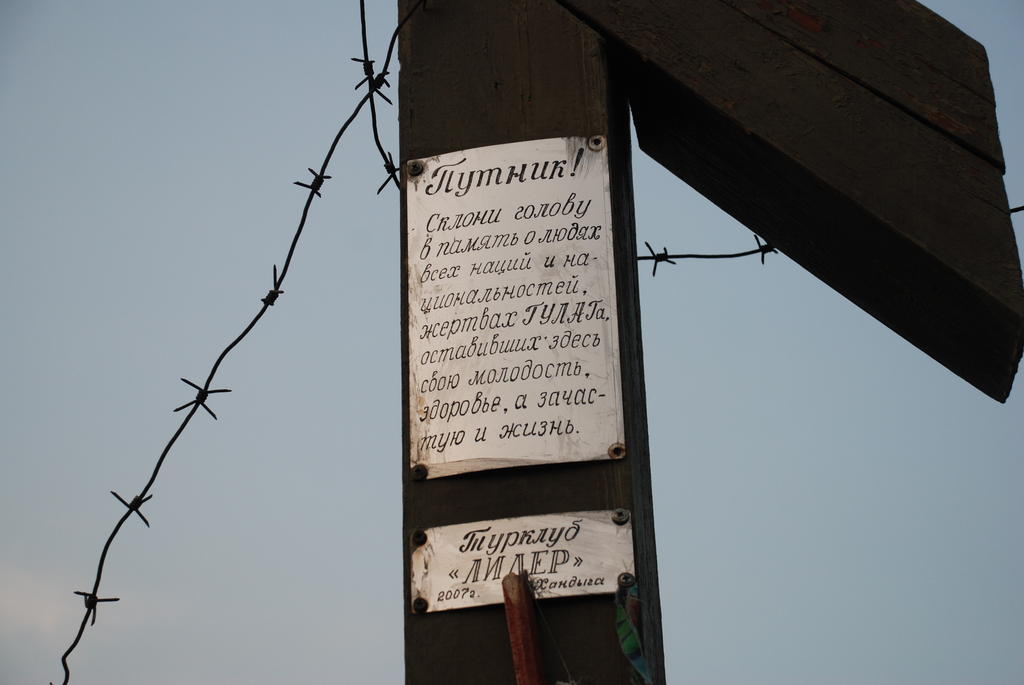 Путник!
Склони голову
в память о людях
всех наций и на-
циональностей,
жертвах ГУЛАГа,
оставивших здесь
свою молодость,
здоровье, а зачас-
тую и жизнь.
Турклуб
«ЛИДЕР»
2007г. Хандыга